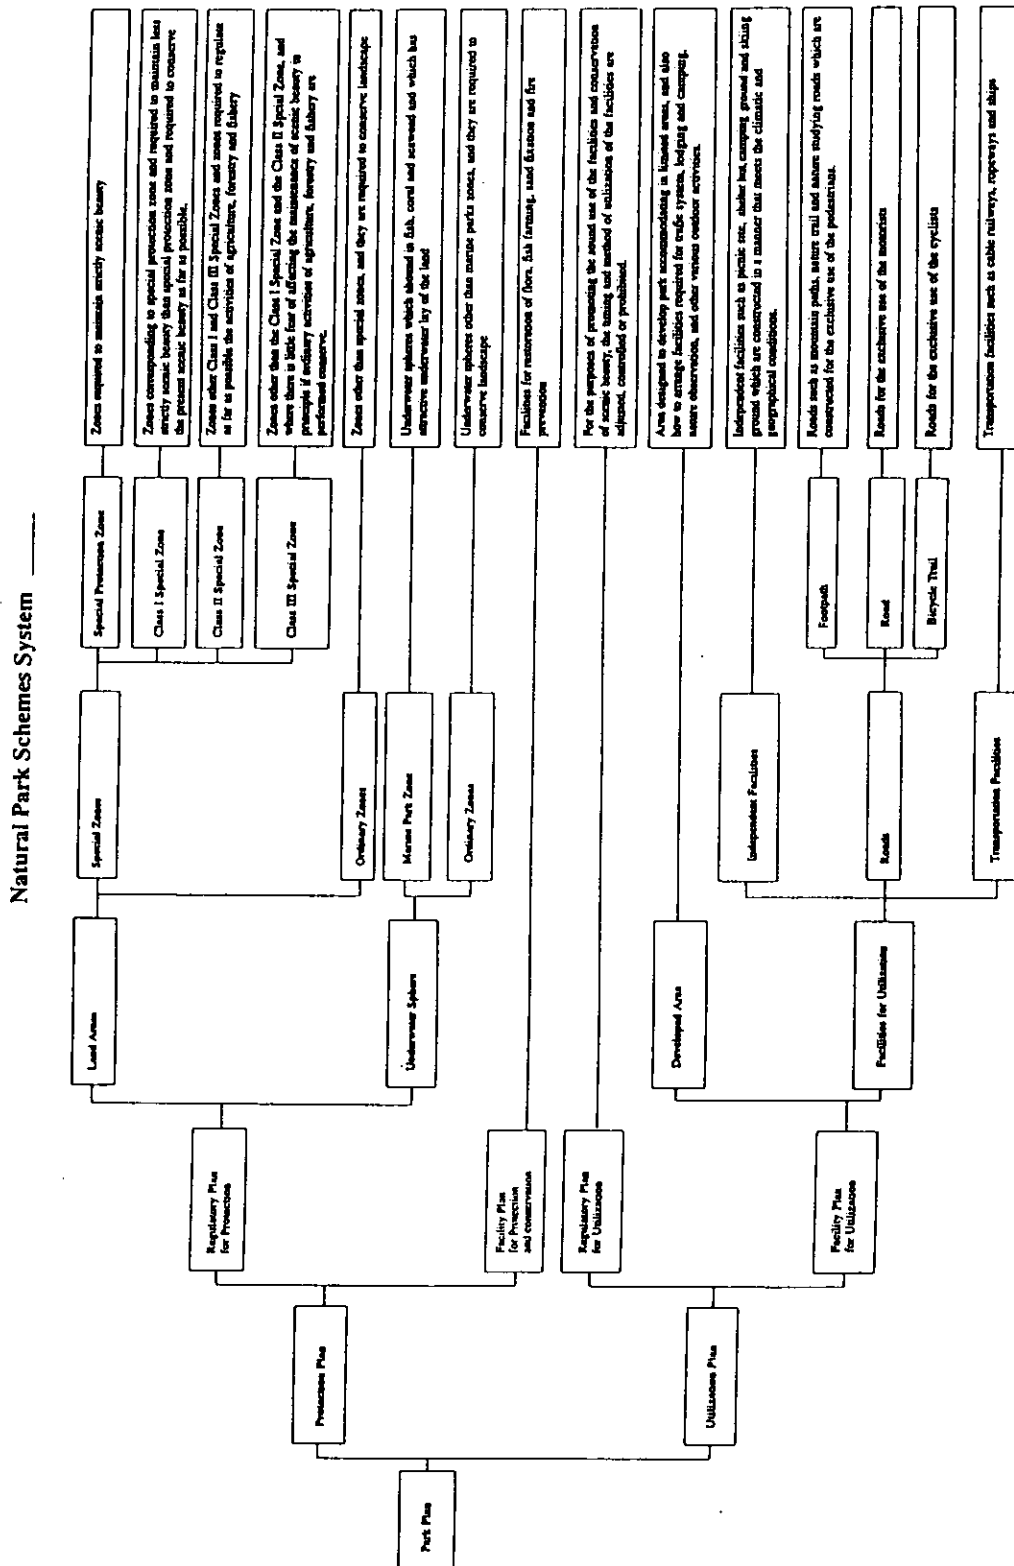 Natural Park Schemes System
Park Plan
Protection Plan
Utilization Plan
Regulatory Plan
for Protection
Facility Plan
for Protection
and conservation
Regulatory Plan
for Utilization
Facility Plan
for Utilization
Land Areas
Underwater Sphere
Developed Area
Facilities for Utilization
Special Zones
Ordinary Zones
Marine Park Zone
Ordinary Zones
Independent Facilities
Roads
Transportation Facilities
Special Protection Zone
Class I Special Zone
Class II Special Zone
Class III Special Zone
Footpath
Road
Bicycle Trail
Zones required to maintain strictly scenic beauty
Zones corresponding to special protection zone and required to maintain less
strictly scenic beauty than special protection zone and required to conserve
the present scenic beauty as far as possible.
Zones other Class I and Class III Special Zones and zones required to regulate
as far as possible the activities of agriculture, forestry and fishery
Zones other than the Class I Special Zone and the Class II Special Zone, and
where there is little fear of affecting the maintenance of scenic beauty in
principle if ordinary activities of agriculture, forestry and fishery are
performed conserve.
Zones other than special zones, and they are required to conserve landscape
Underwater spheres which abound in fish, coral and seaweed and which has
attractive underwater lay of the land
Underwater spheres other than marine parks zones, and they are required to
conserve landscape
Facilities for restoration of flora, fish farming, sand fixation and fire
prevention
For the purposes of promoting the sound use of the facilities and conservation
of scenic beauty, the timing and method of utilization of the facilities are
adjusted, controlled or prohibited.
Area designed to develop park accommodating in limited areas, and also
how to arrange facilities required for trafic system, lodging and camping,
nature observation, and other various outdoor activities.
Independent facilities such as picnic site, shelter hut, camping ground and skiing
ground which are constructed in a manner that meets the climatic and
geographical conditions.
Roads such as mountain paths, nature trail and nature studying roads which are
constructed for the exclusive use of the pedestrians.
Roads for the exclusive use of the motorists
Roads for the exclusive use of the cyclists
Transportation facilities such as cable railways, ropeways and ships